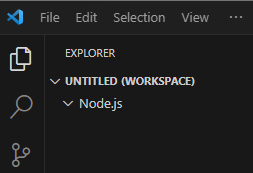 File Edit Selection View ···
EXPLORER
UNTITLED (WORKSPACE)
Node.js